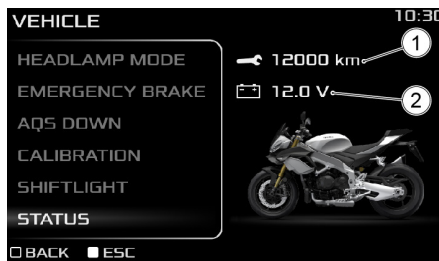 VEHICLE
10:30
HEADLAMP MODE
EMERGENCY BRAKE
AQS DOWN
CALIBRATION
SHIFTLIGHT
STATUS
12000 km
1
12.0 V
2
BACK ESC